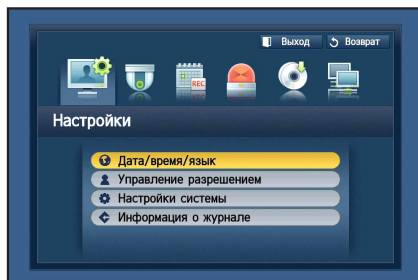 Выход Возврат
REC
Настройки
Дата/время/язык
Управление разрешением
Настройки системы
Информация о журнале